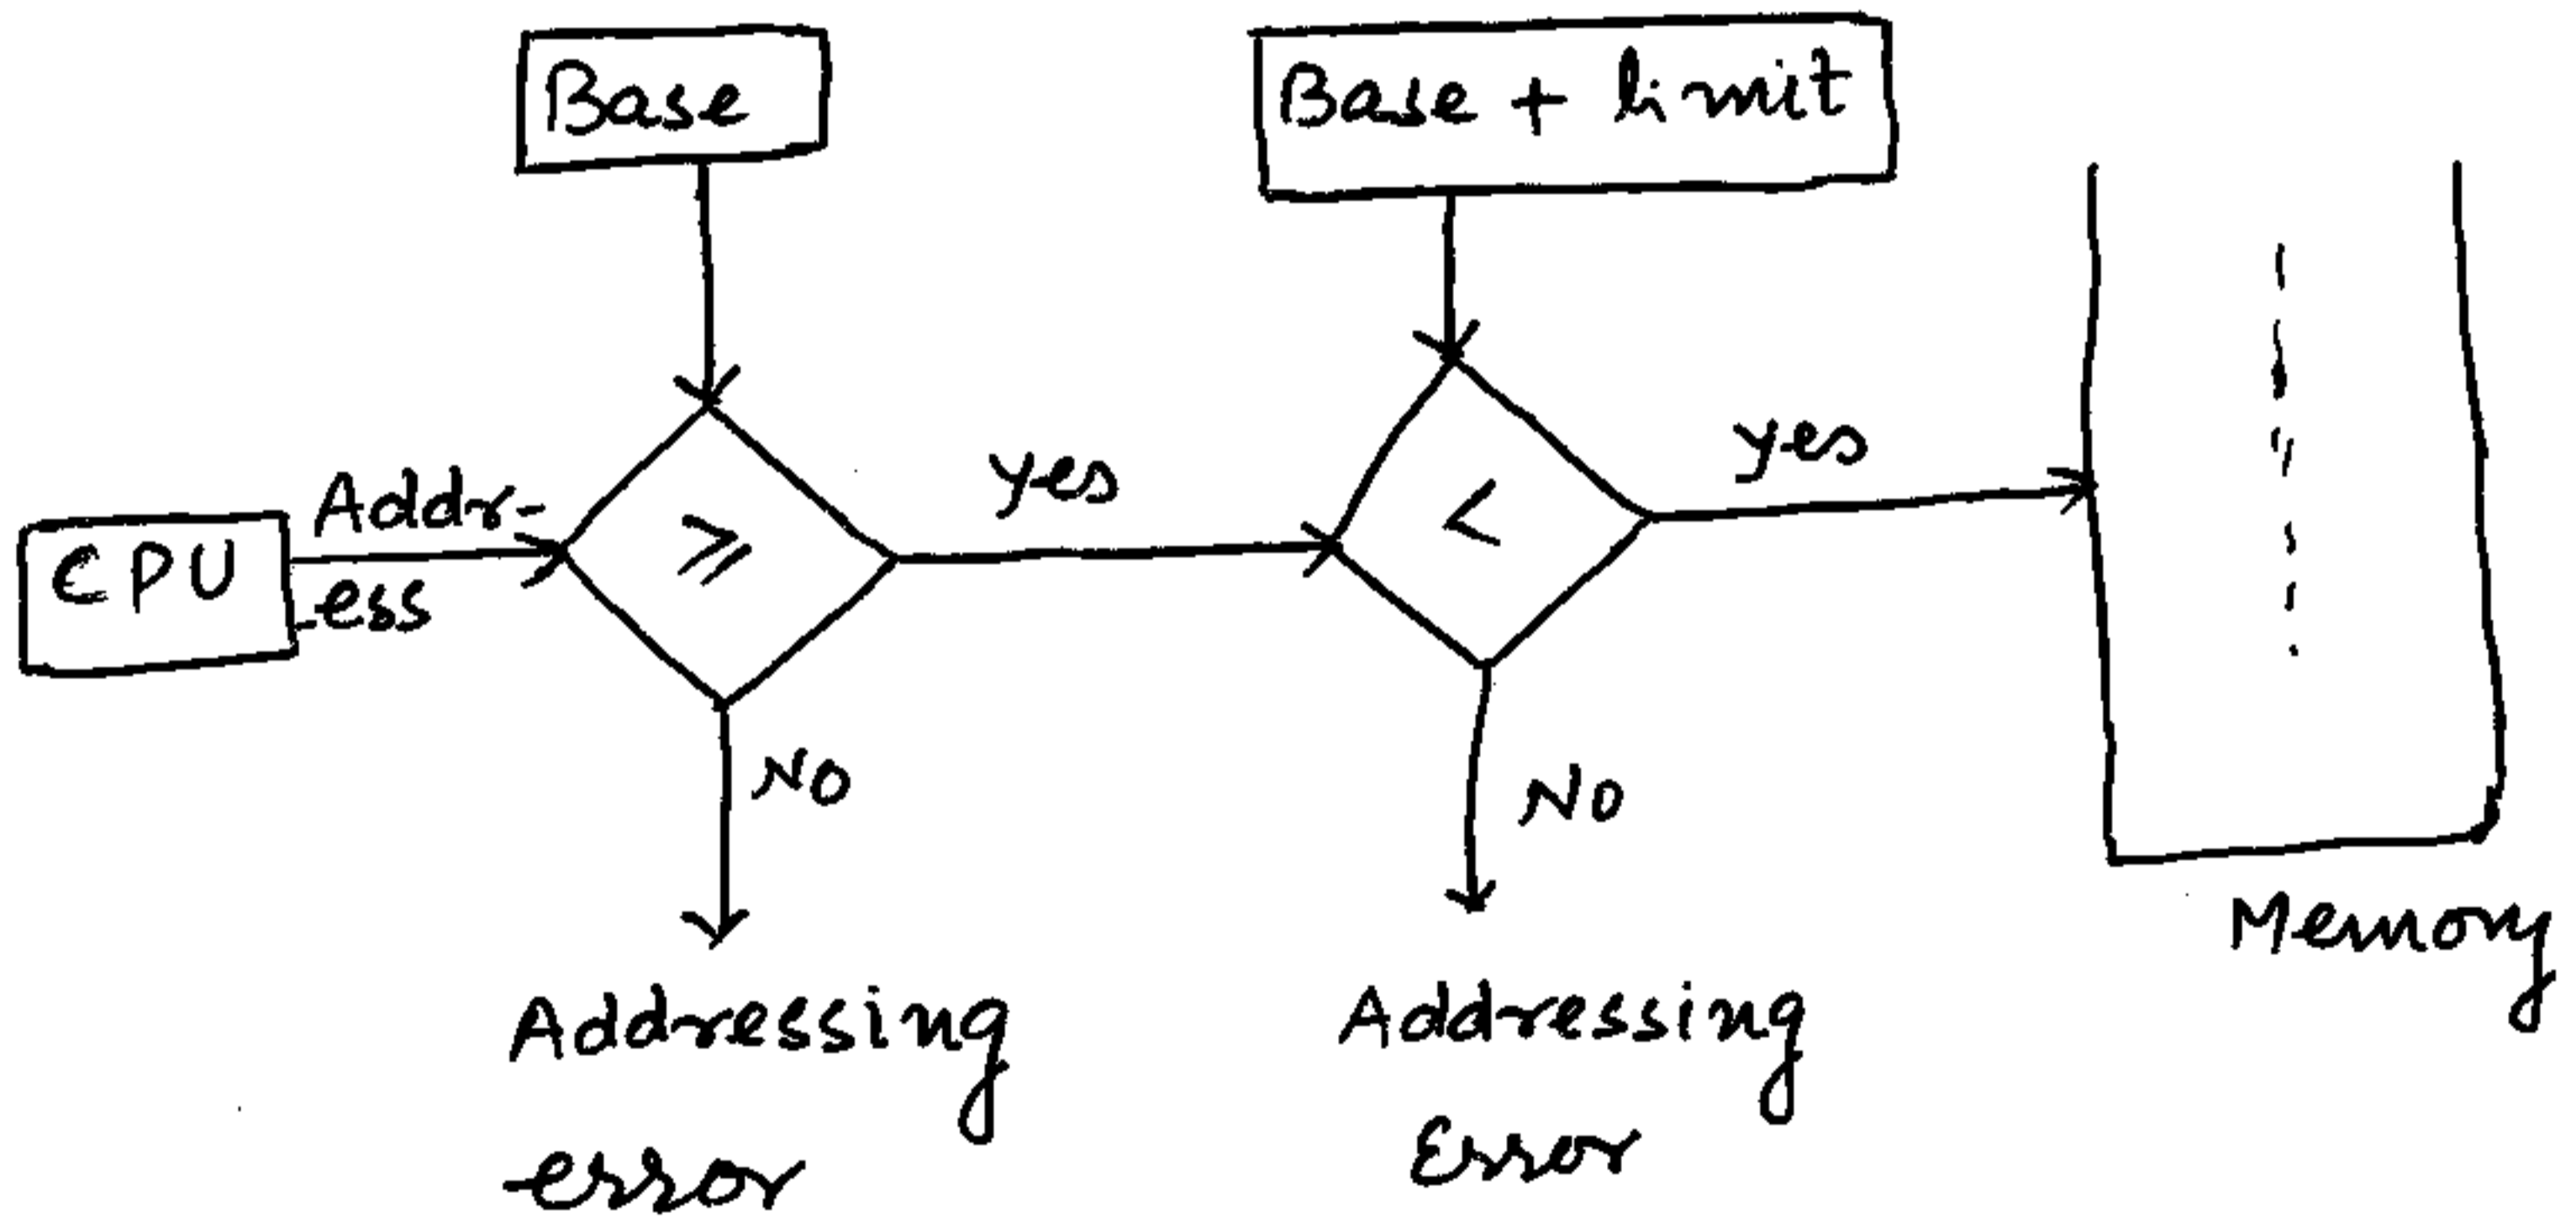 Base
Base + limit
CPU
Addr-
-ess
≥
yes
<
yes
NO
NO
Memory
Addressing
error
Addressing
Error